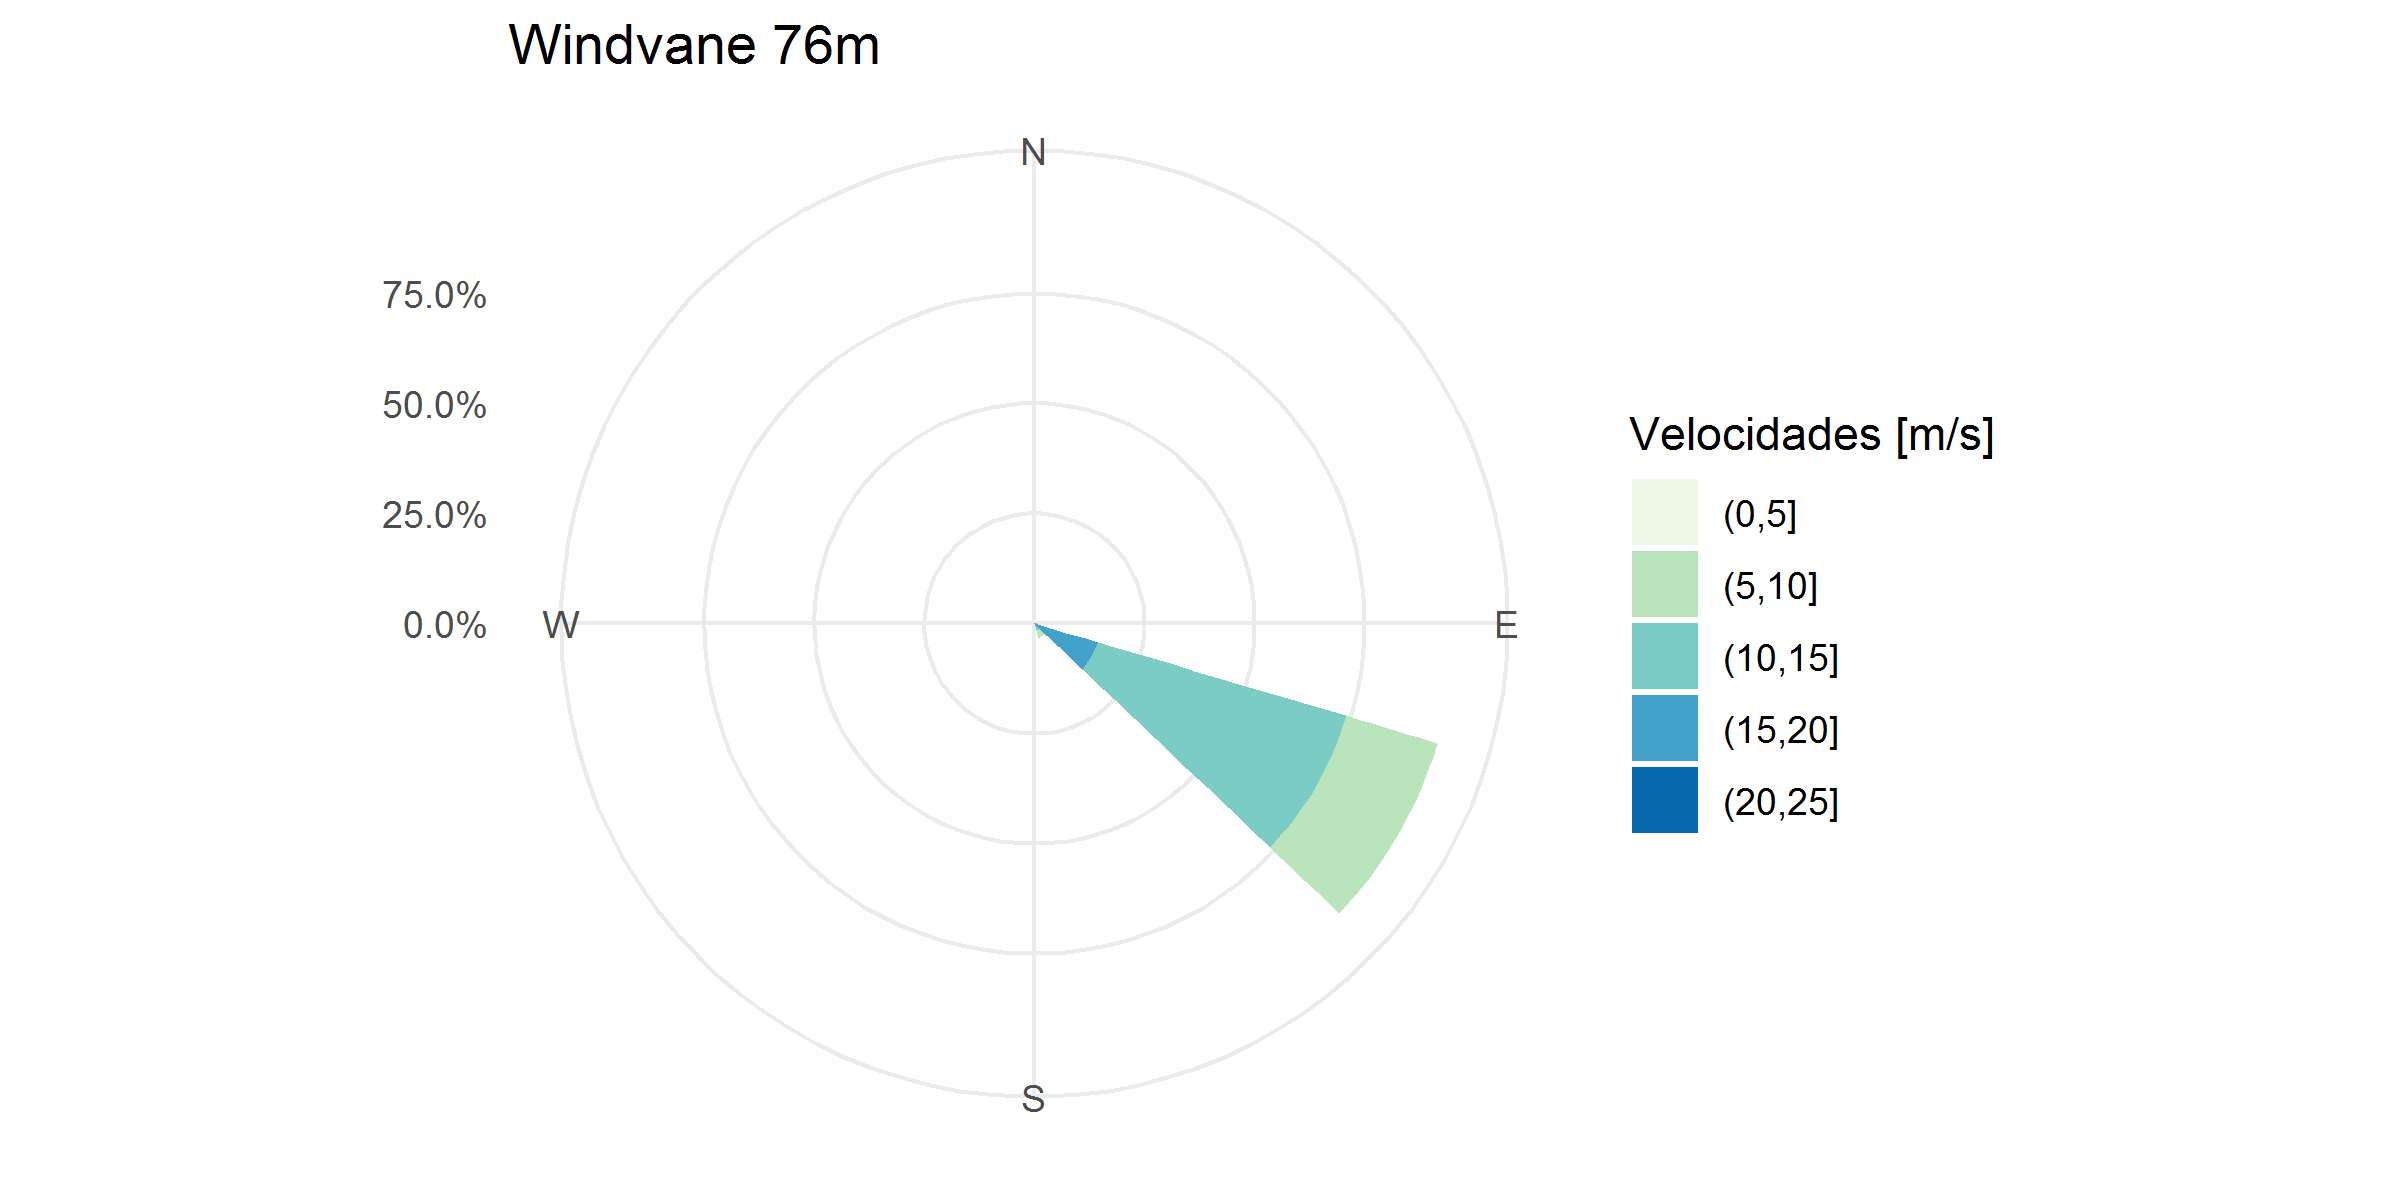 Windvane 76m
N
75.0%
50.0%
25.0%
0.0%
W
E
S
Velocidades [m/s]
(0,5]
(5,10]
(10,15]
(15,20]
(20,25]